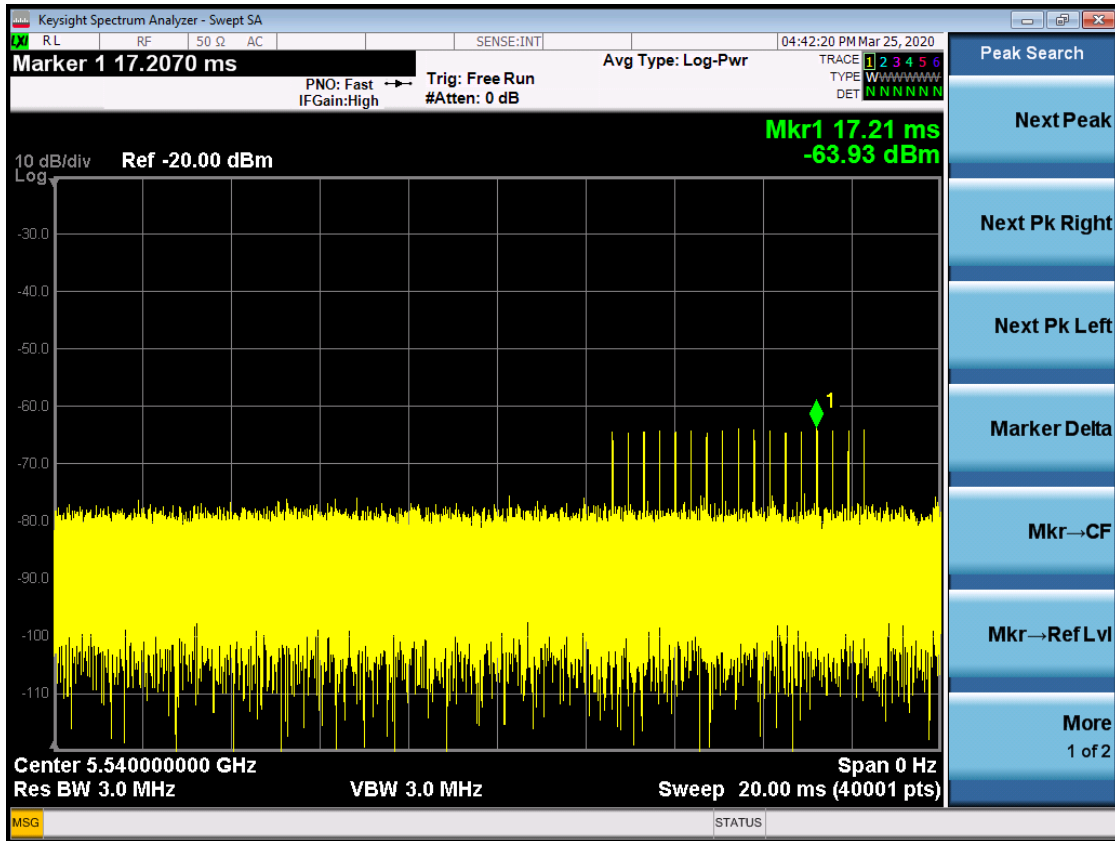 Keysight Spectrum Analyzer - Swept SA
LXI RL RF 50 Ω AC SENSE:INT 04:42:20 PM Mar 25, 2020
Marker 1 17.2070 ms
PNO: Fast
IFGain:High
Trig: Free Run
#Atten: 0 dB
Avg Type: Log-Pwr
TRACE 1 2 3 4 5 6
TYPE WWWWWW
DET N N N N N N
Mkr1 17.21 ms
-63.93 dBm
10 dB/div Ref -20.00 dBm
Log
-30.0
-40.0
-50.0
-60.0
-70.0
-80.0
-90.0
-100
-110
1
Center 5.540000000 GHz Span 0 Hz
Res BW 3.0 MHz VBW 3.0 MHz Sweep 20.00 ms (40001 pts)
MSG STATUS
Peak Search
Next Peak
Next Pk Right
Next Pk Left
Marker Delta
Mkr→CF
Mkr→Ref Lvl
More
1 of 2